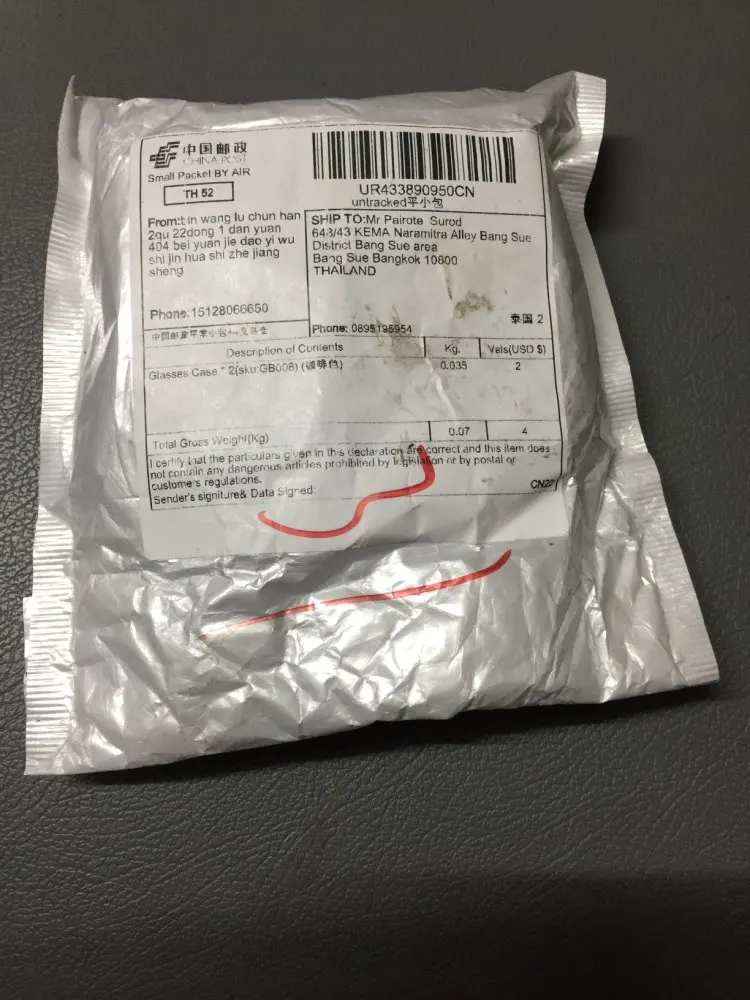 中国邮政
CHINA POST
Small Packet BY AIR
TH 52
UR433890950CN
untracked平小包
From:tin wang lu chun han
2qu 22dong 1 dan yuan
404 bei yuan jie dao yi wu
shi jin hua shi zhe jiang
sheng
Phone:15128066650
SHIP TO:Mr Pairote Surod
643/43 KEMA Naramitra Alley Bang Sue
District Bang Sue area
Bang Sue Bangkok 10800
THAILAND
泰国 2
Phone: 0895195954
Description of Contents Kg. Vals(USD $)
Glasses Case * 2(sku:GB008) (咖啡色) 0.035 2
Total Gross Weight(Kg) 0.07 4
I certify that the particulars given in this declaration are correct and this item does
not contain any dangerous articles prohibited by legislation or by postal or
customers regulations.
Sender's signiture& Data Signed:
CN22